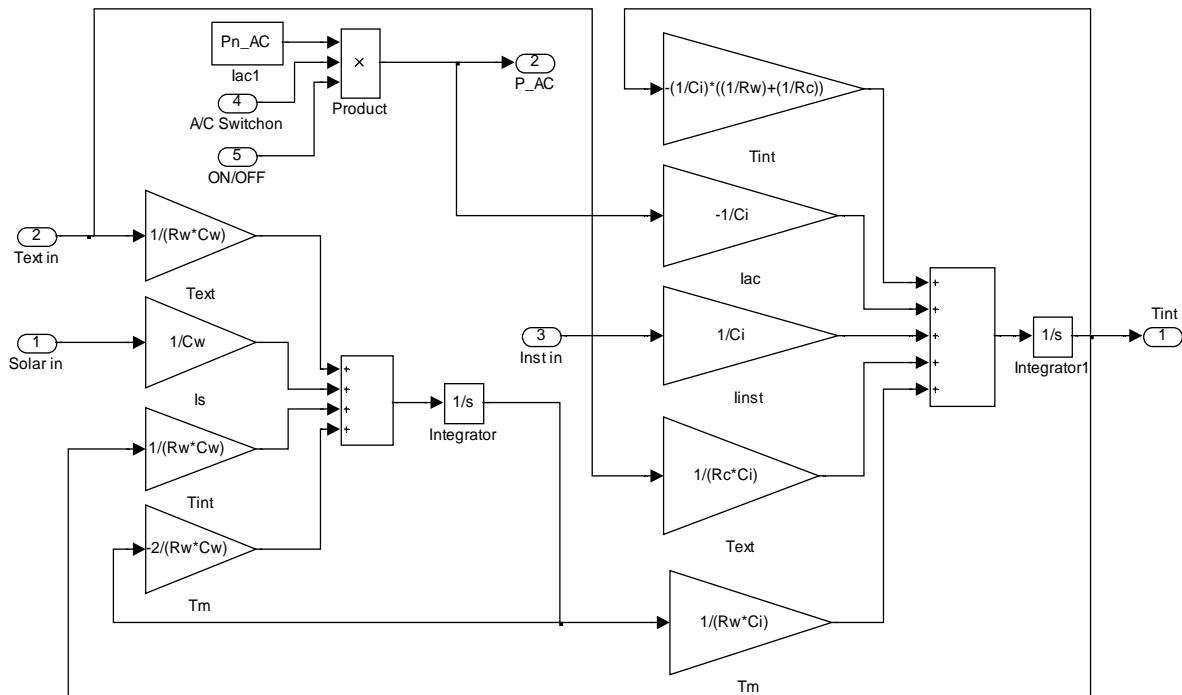 Pn_AC
Iac1
4
A/C Switchon
5
ON/OFF
×
Product
2
P_AC
2
Text in
1/(Rw*Cw)
Text
1
Solar in
1/Cw
Is
1/(Rw*Cw)
Tint
-2/(Rw*Cw)
Tm
+
+
+
+
1/s
Integrator
-(1/Ci)*((1/Rw)+(1/Rc))
Tint
-1/Ci
Iac
3
Inst in
1/Ci
Iinst
1/(Rc*Ci)
Text
1/(Rw*Ci)
Tm
+
+
+
+
+
1/s
Integrator1
Tint
1